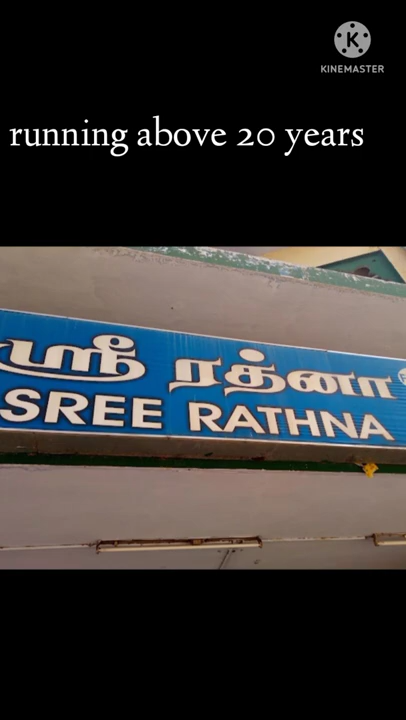 KINEMASTER
running above 20 years
ஸ்ரீ ரத்னா
SREE RATHNA